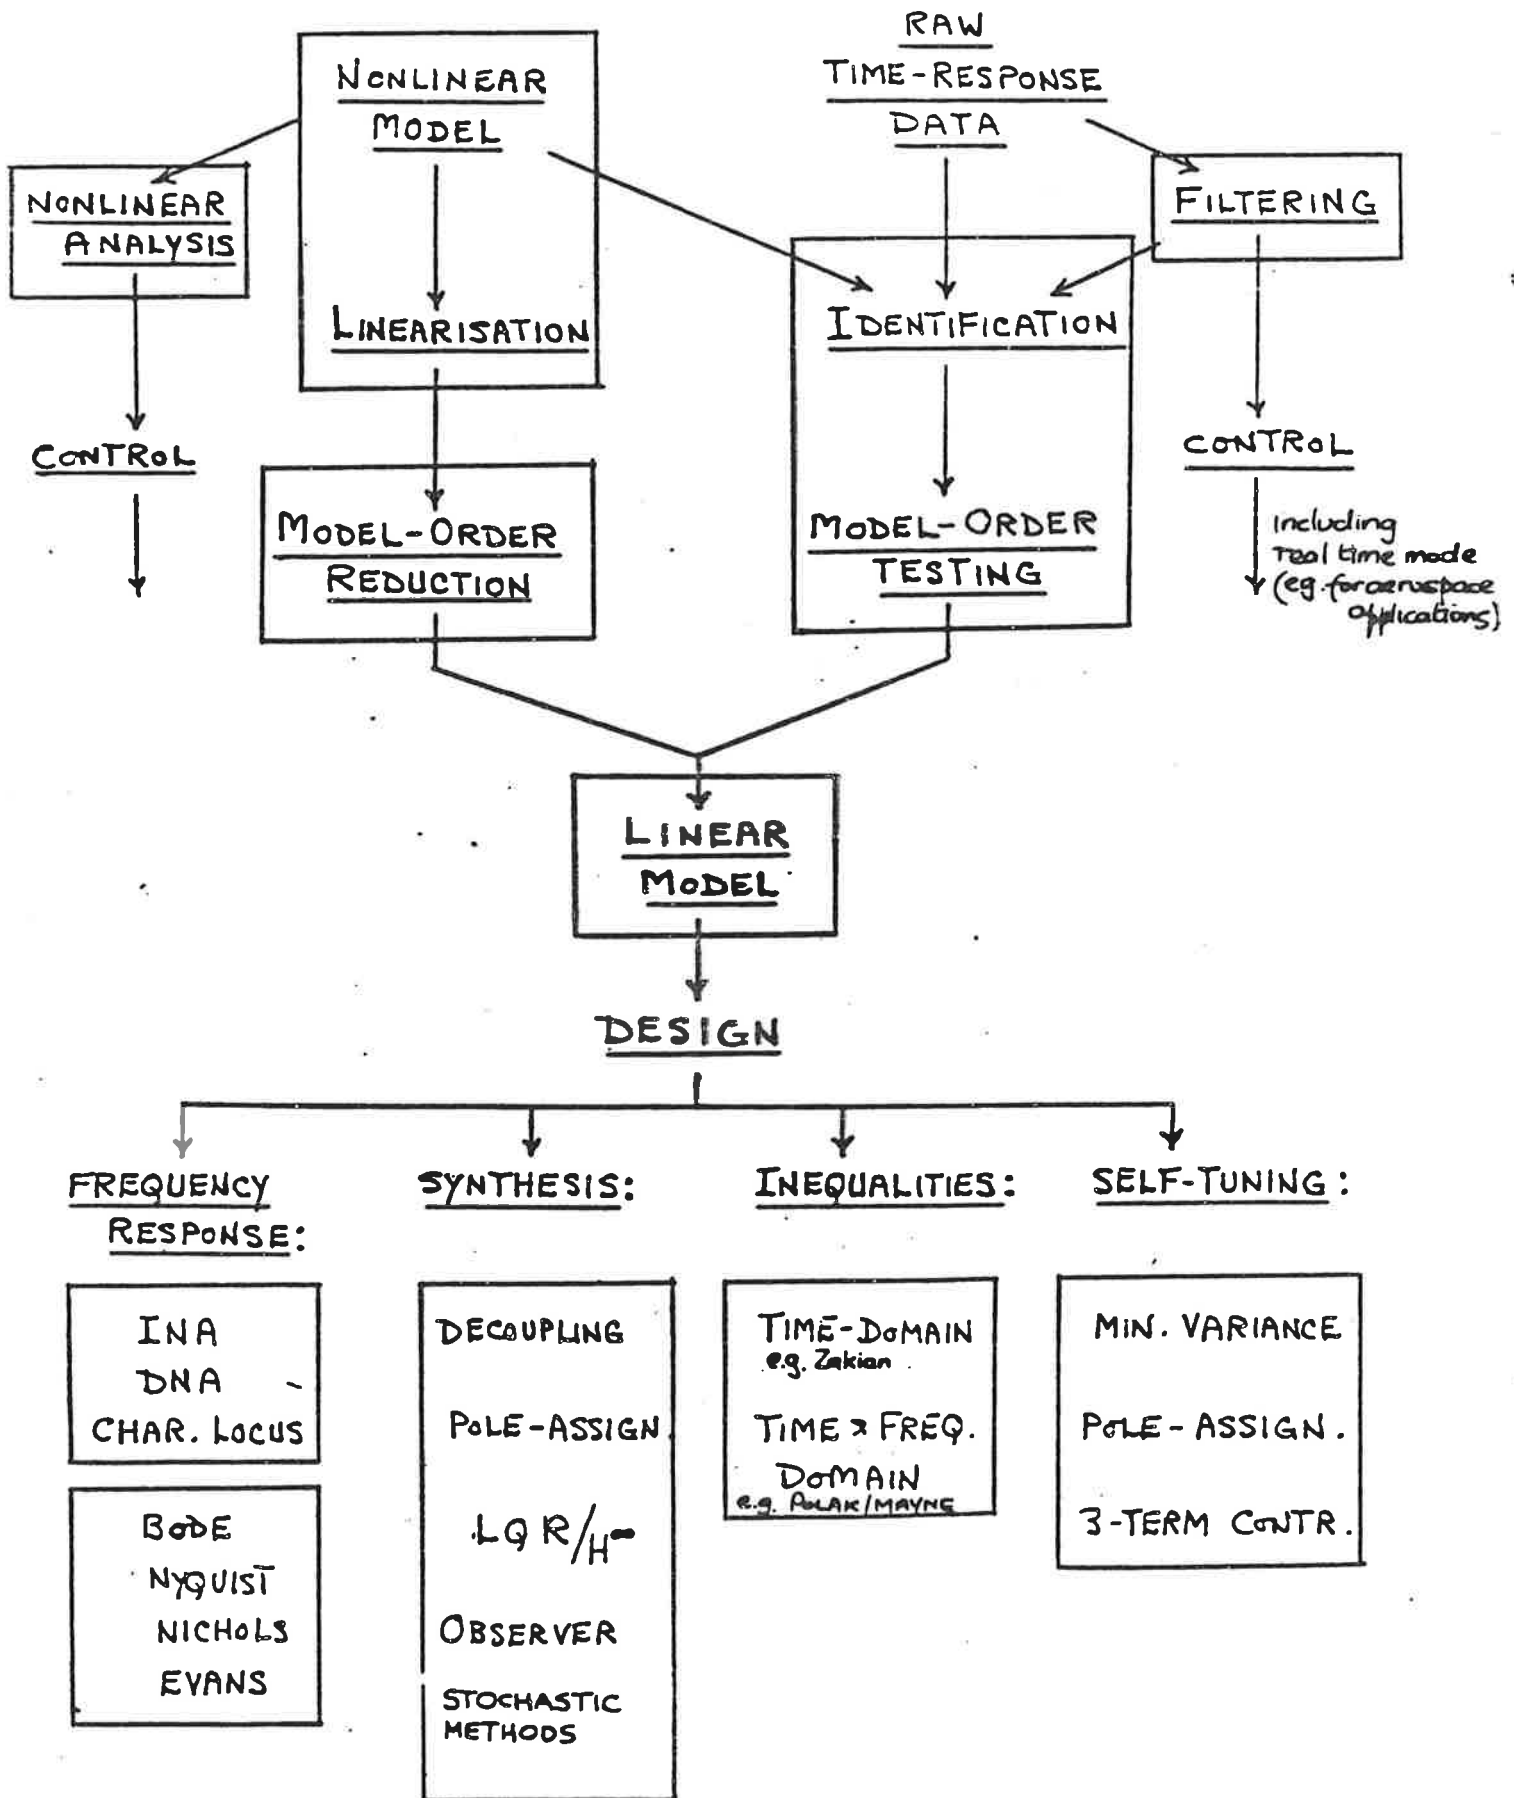 NONLINEAR
MODEL
RAW
TIME-RESPONSE
DATA
NONLINEAR
ANALYSIS
FILTERING
LINEARISATION
IDENTIFICATION
CONTROL
CONTROL
MODEL-ORDER
REDUCTION
MODEL-ORDER
TESTING
including
real time mode
(eg. for aerospace
applications)
LINEAR
MODEL
DESIGN
FREQUENCY
RESPONSE:
INA
DNA
CHAR. LOCUS
BODE
NYQUIST
NICHOLS
EVANS
SYNTHESIS:
DECOUPLING
POLE-ASSIGN
LQR/H∞
OBSERVER
STOCHASTIC
METHODS
INEQUALITIES:
TIME-DOMAIN
e.g. Zakian
TIME & FREQ.
DOMAIN
e.g. POLAK/MAYNE
SELF-TUNING:
MIN. VARIANCE
POLE-ASSIGN.
3-TERM CONTR.